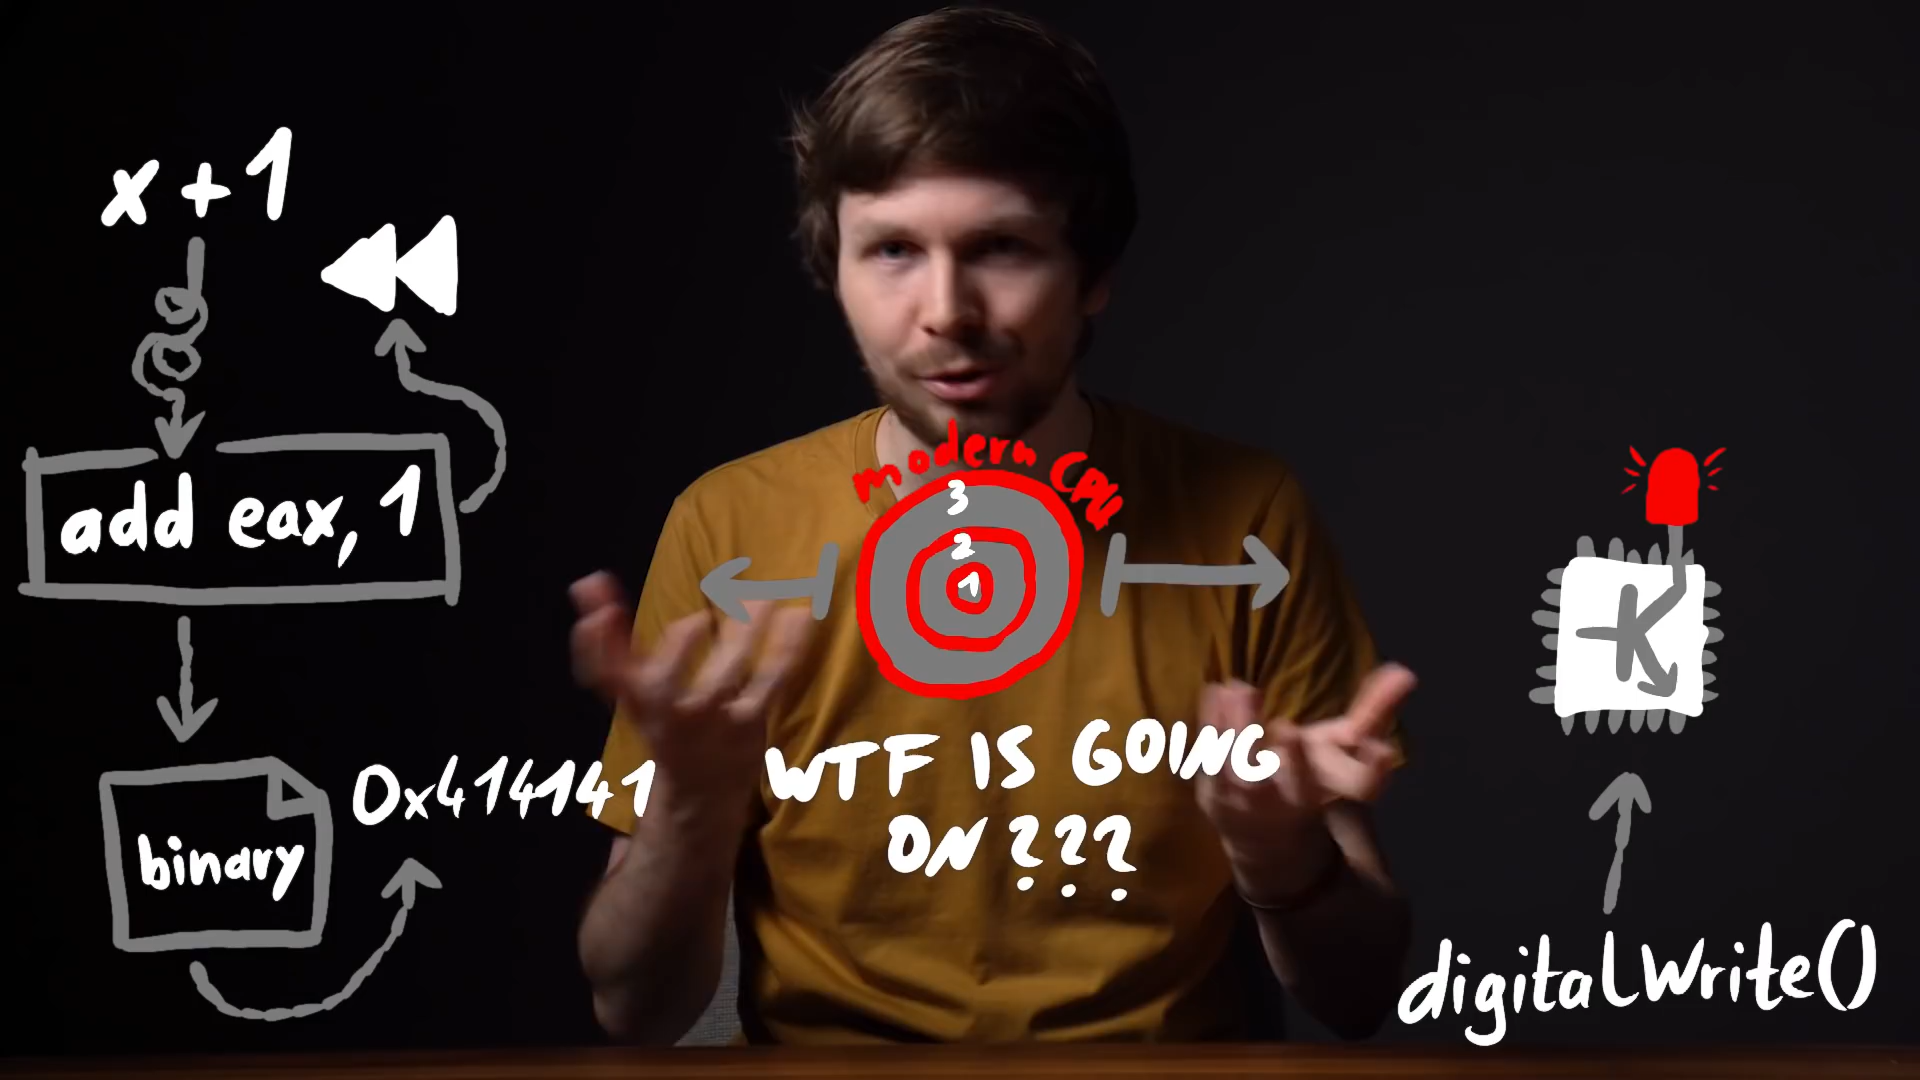 x + 1
add eax, 1
binary
0x414141
modern CPU
3
2
1
WTF IS GOING
ON ???
digitalWrite()